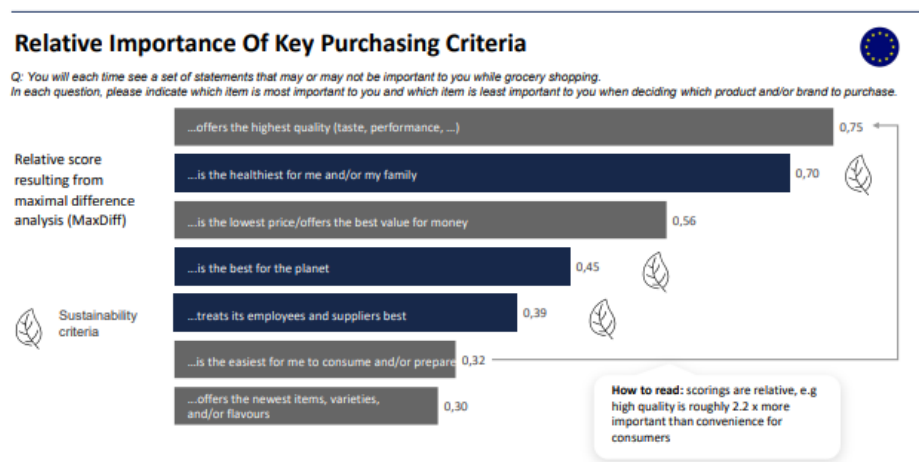 Relative Importance Of Key Purchasing Criteria
Q: You will each time see a set of statements that may or may not be important to you while grocery shopping.
In each question, please indicate which item is most important to you and which item is least important to you when deciding which product and/or brand to purchase.
Relative score
resulting from
maximal difference
analysis (MaxDiff)
Sustainability
criteria
...offers the highest quality (taste, performance, ...) 0,75
...is the healthiest for me and/or my family 0,70
...is the lowest price/offers the best value for money 0,56
...is the best for the planet 0,45
...treats its employees and suppliers best 0,39
...is the easiest for me to consume and/or prepare 0,32
...offers the newest items, varieties,
and/or flavours 0,30
How to read: scorings are relative, e.g
high quality is roughly 2.2 x more
important than convenience for
consumers